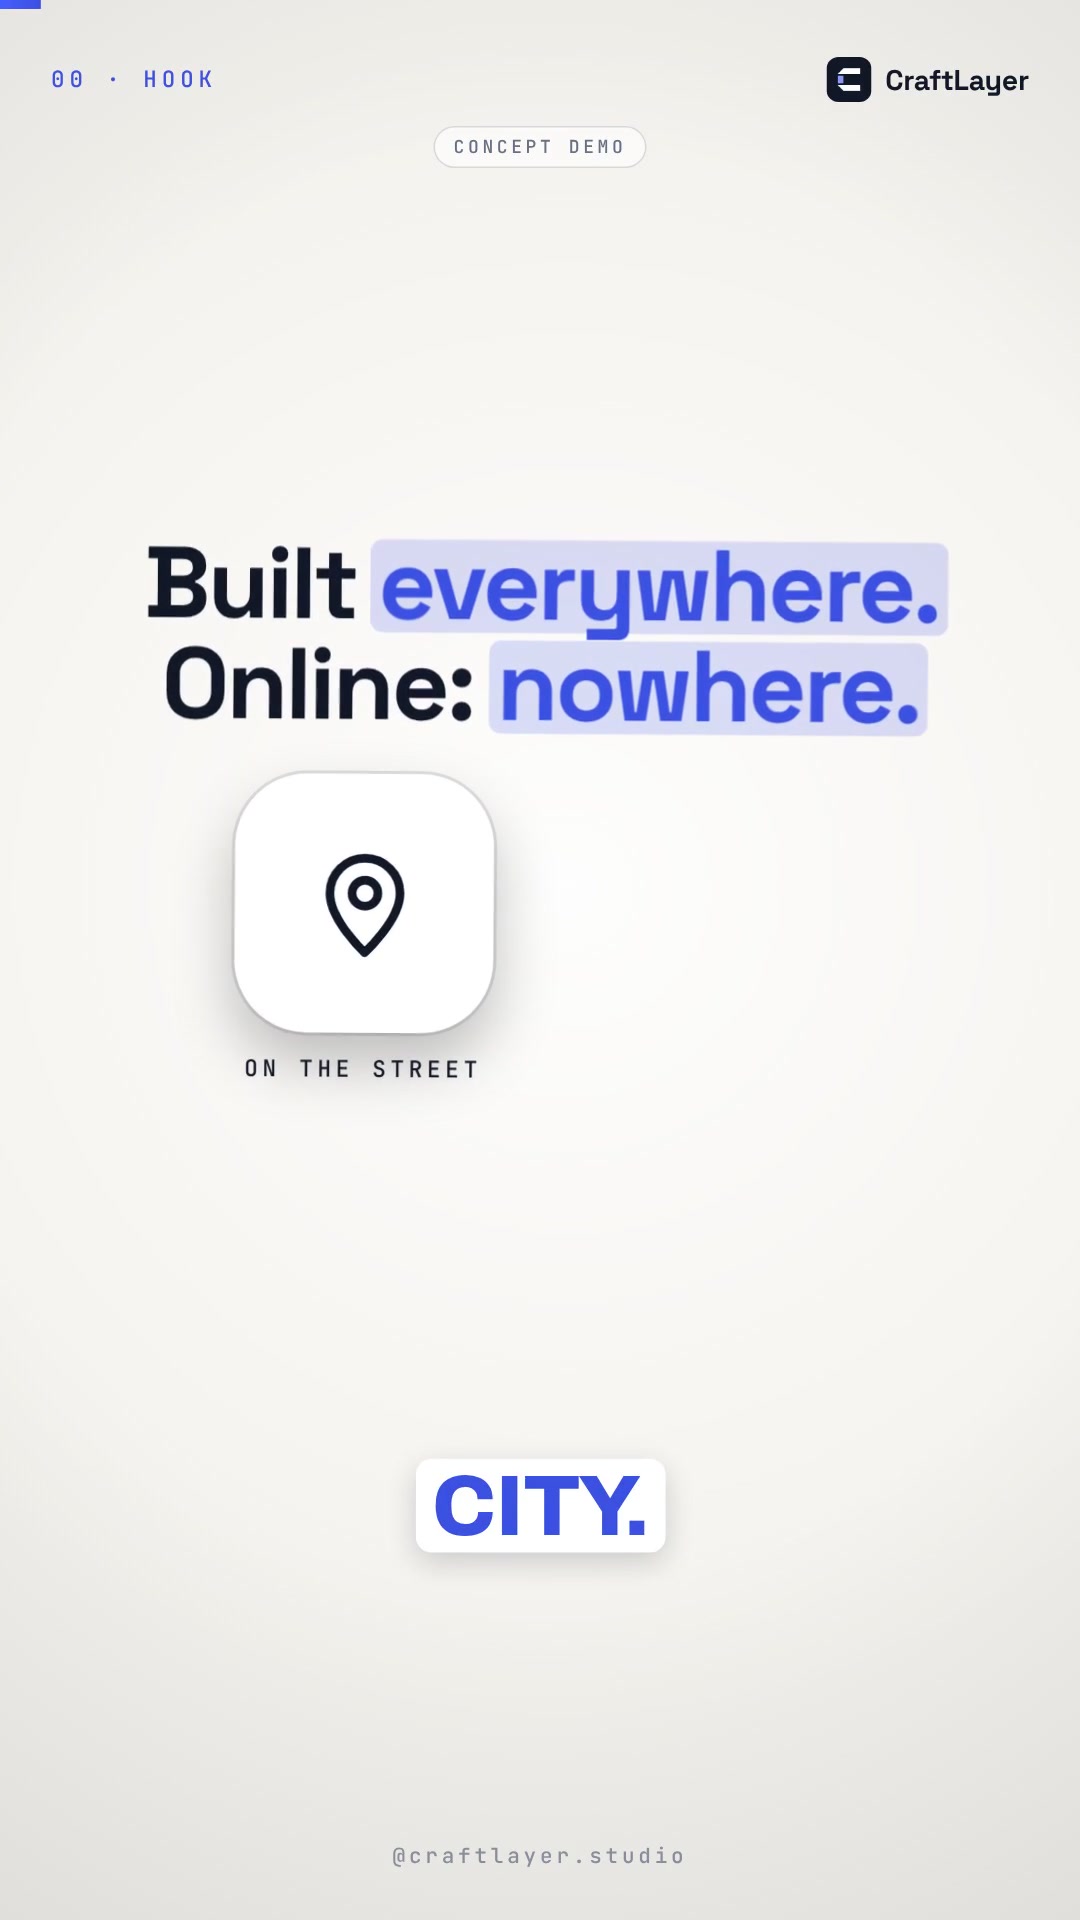 00 · HOOK
CraftLayer
CONCEPT DEMO
Built everywhere.
Online: nowhere.
ON THE STREET
CITY.
@craftlayer.studio